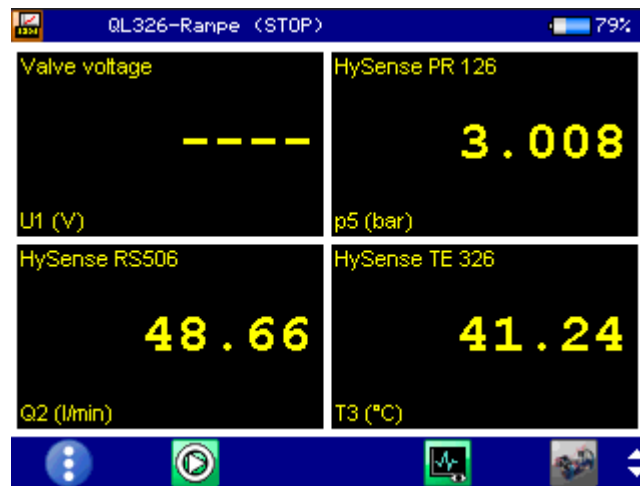 QL326-Rampe (STOP)
79%
Valve voltage
----
U1 (V)
HySense PR 126
3.008
p5 (bar)
HySense RS506
48.66
Q2 (l/min)
HySense TE 326
41.24
T3 (°C)